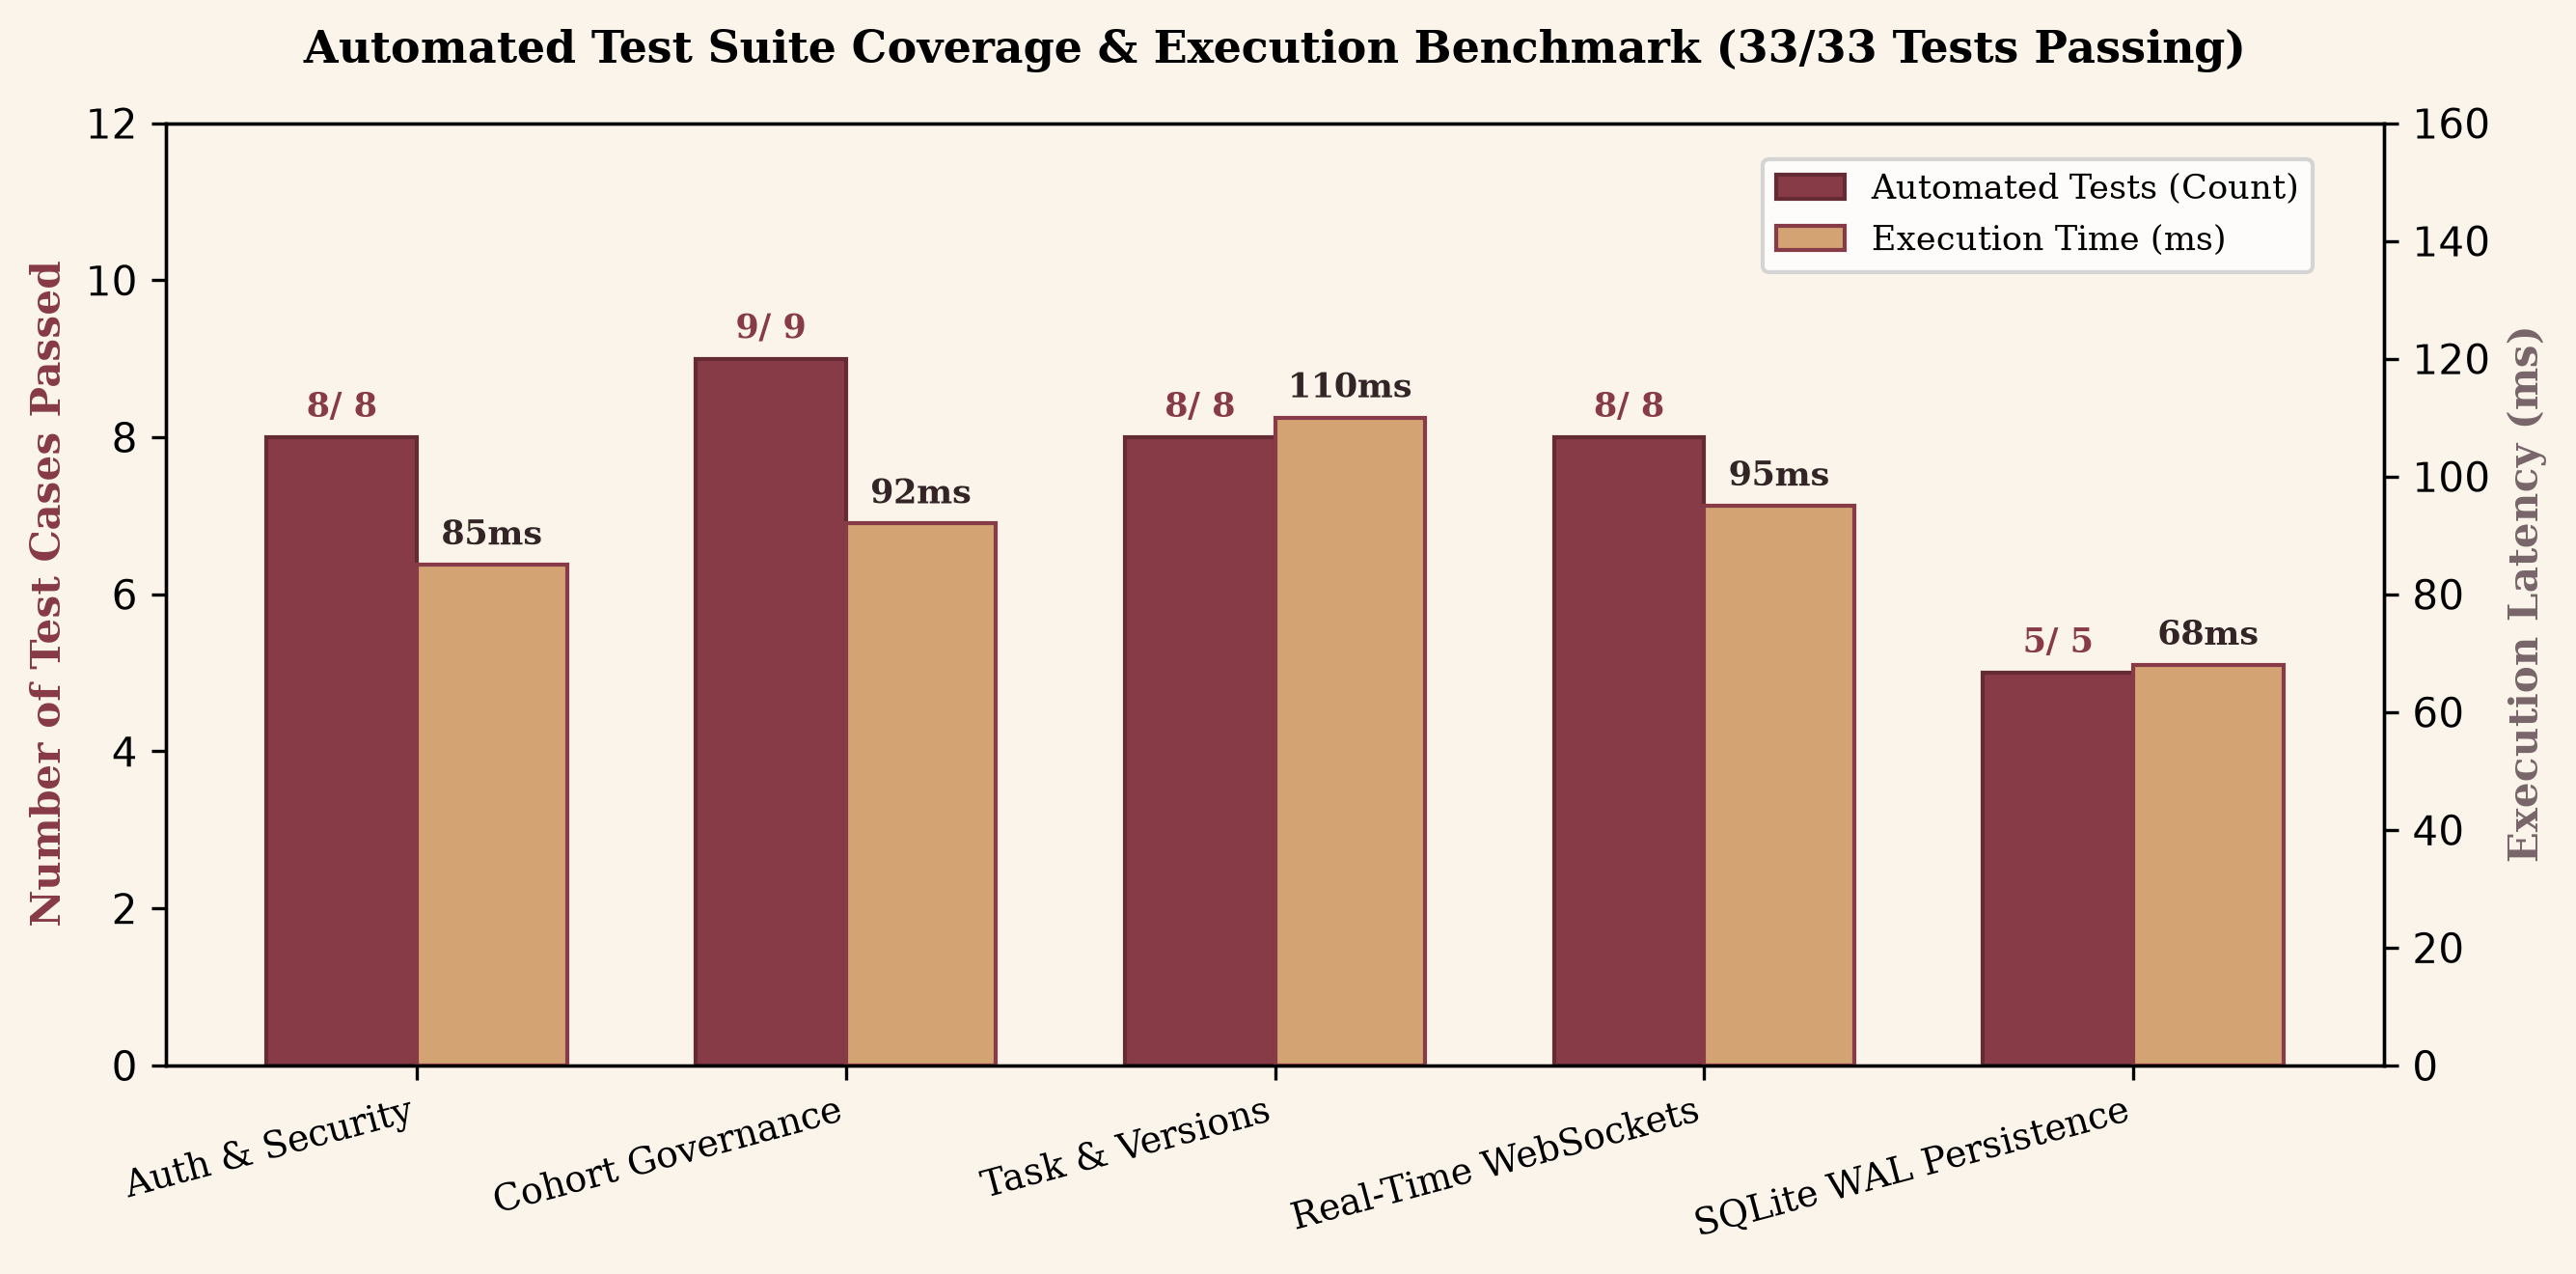 Automated Test Suite Coverage & Execution Benchmark (33/33 Tests Passing)
Number of Test Cases Passed
12
10
8
6
4
2
0
160
140
120
100
80
60
40
20
0
Execution Latency (ms)
Automated Tests (Count)
Execution Time (ms)
8/ 8
85ms
9/ 9
92ms
8/ 8
110ms
8/ 8
95ms
5/ 5
68ms
Auth & Security
Cohort Governance
Task & Versions
Real-Time WebSockets
SQLite WAL Persistence